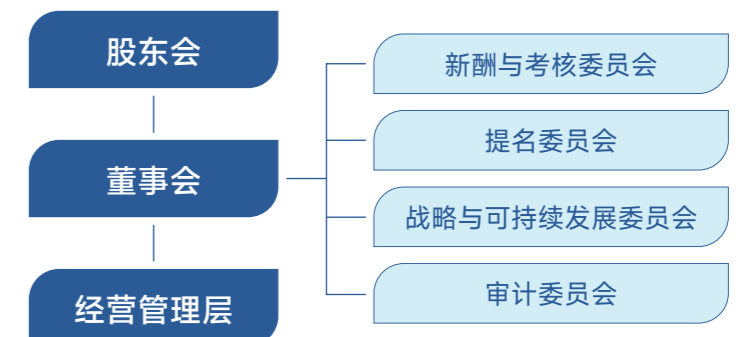 股东会
董事会
经营管理层
新酬与考核委员会
提名委员会
战略与可持续发展委员会
审计委员会